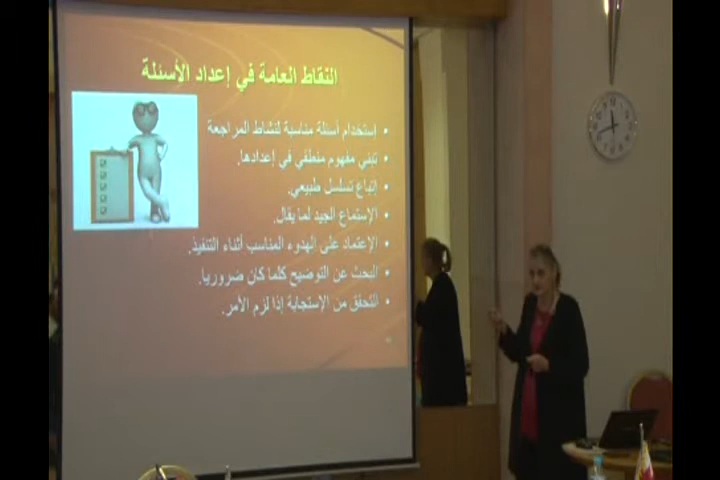 النقاط العامة في إعداد الأسئلة
• إستخدام أسئلة مناسبة لنشاط المراجعة
• تبني مفهوم منطقي في إعدادها.
• إتباع تسلسل طبيعي.
• الإستماع الجيد لما يقال.
• الإعتماد على الهدوء المناسب أثناء التنفيذ.
• البحث عن التوضيح كلما كان ضروريا.
• التحقق من الإستجابة إذا لزم الأمر.